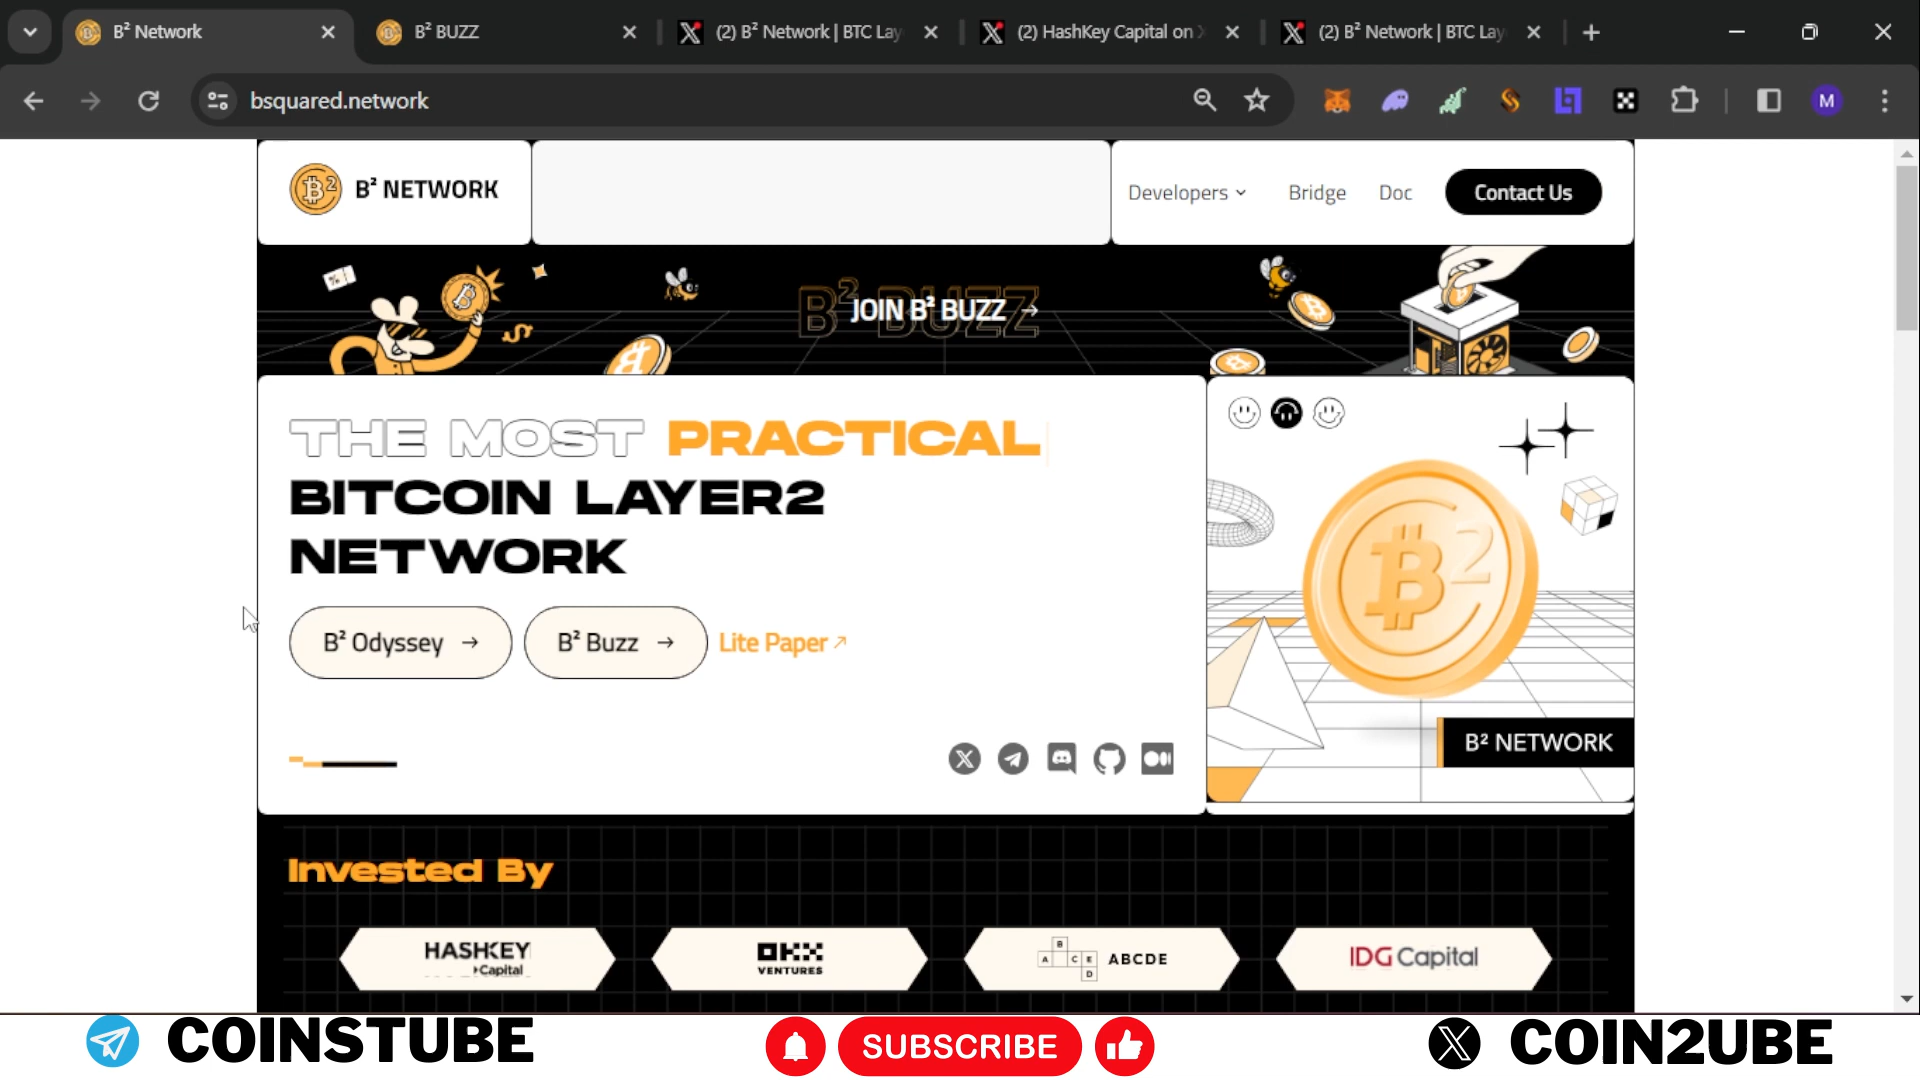 B² Network
B² BUZZ
(2) B² Network | BTC Lay
(2) HashKey Capital on X
(2) B² Network | BTC Lay
bsquared.network
M
B² NETWORK
Developers
Bridge
Doc
Contact Us
B² BUZZ
JOIN B² BUZZ →
THE MOST PRACTICAL
BITCOIN LAYER2
NETWORK
B² Odyssey →
B² Buzz →
Lite Paper ↗
B² NETWORK
Invested By
HASHKEY
Capital
OKX
VENTURES
B
A C E
D
ABCDE
IDG Capital
COINSTUBE
SUBSCRIBE
COIN2UBE